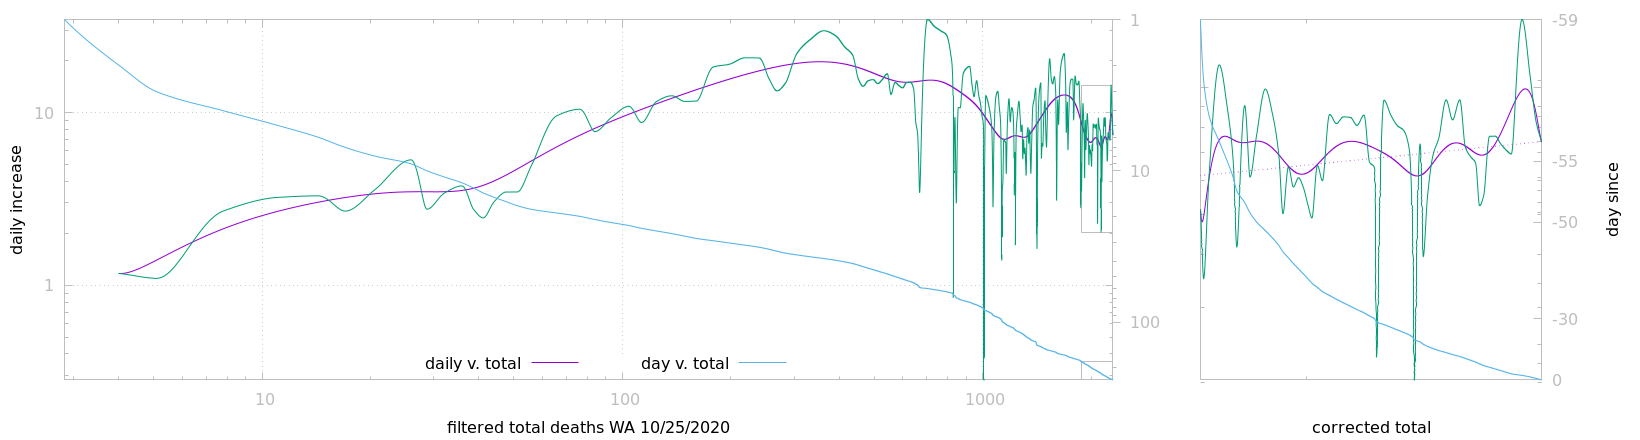 daily increase
10
1
daily v. total
day v. total
10
100
1000
filtered total deaths WA 10/25/2020
1
10
100
-59
-55
-50
-30
0
day since
corrected total